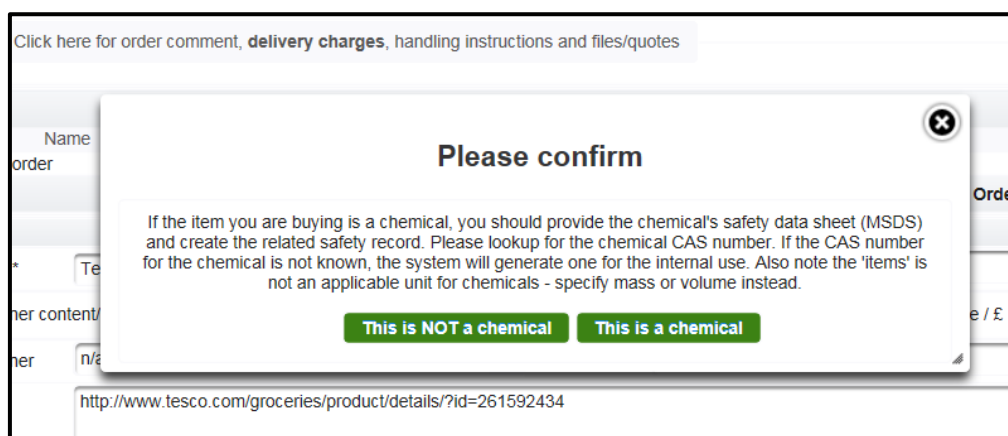 Click here for order comment, delivery charges, handling instructions and files/quotes
Name
order
Please confirm
Orde
If the item you are buying is a chemical, you should provide the chemical's safety data sheet (MSDS)
and create the related safety record. Please lookup for the chemical CAS number. If the CAS number
for the chemical is not known, the system will generate one for the internal use. Also note the 'items' is
not an applicable unit for chemicals - specify mass or volume instead.
* Te
ner content/
e / £
This is NOT a chemical This is a chemical
ner n/a
http://www.tesco.com/groceries/product/details/?id=261592434